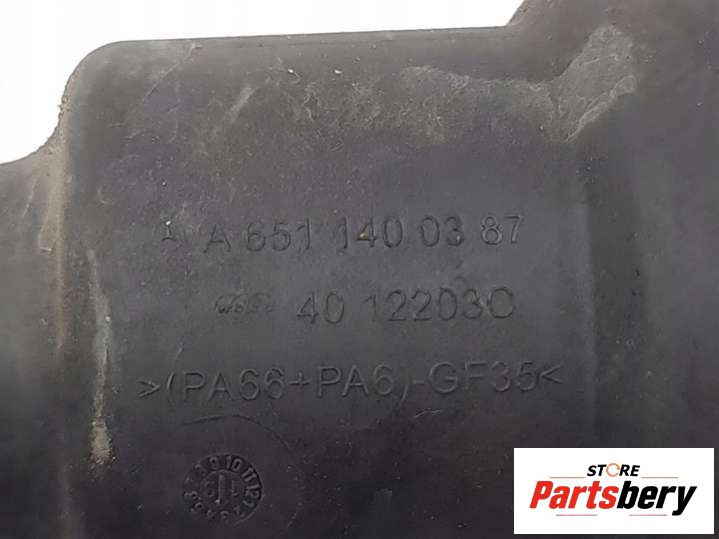 A 651 140 03 87
40 12203C
>(PA66+PA6)-GF35<
STORE
Partsbery